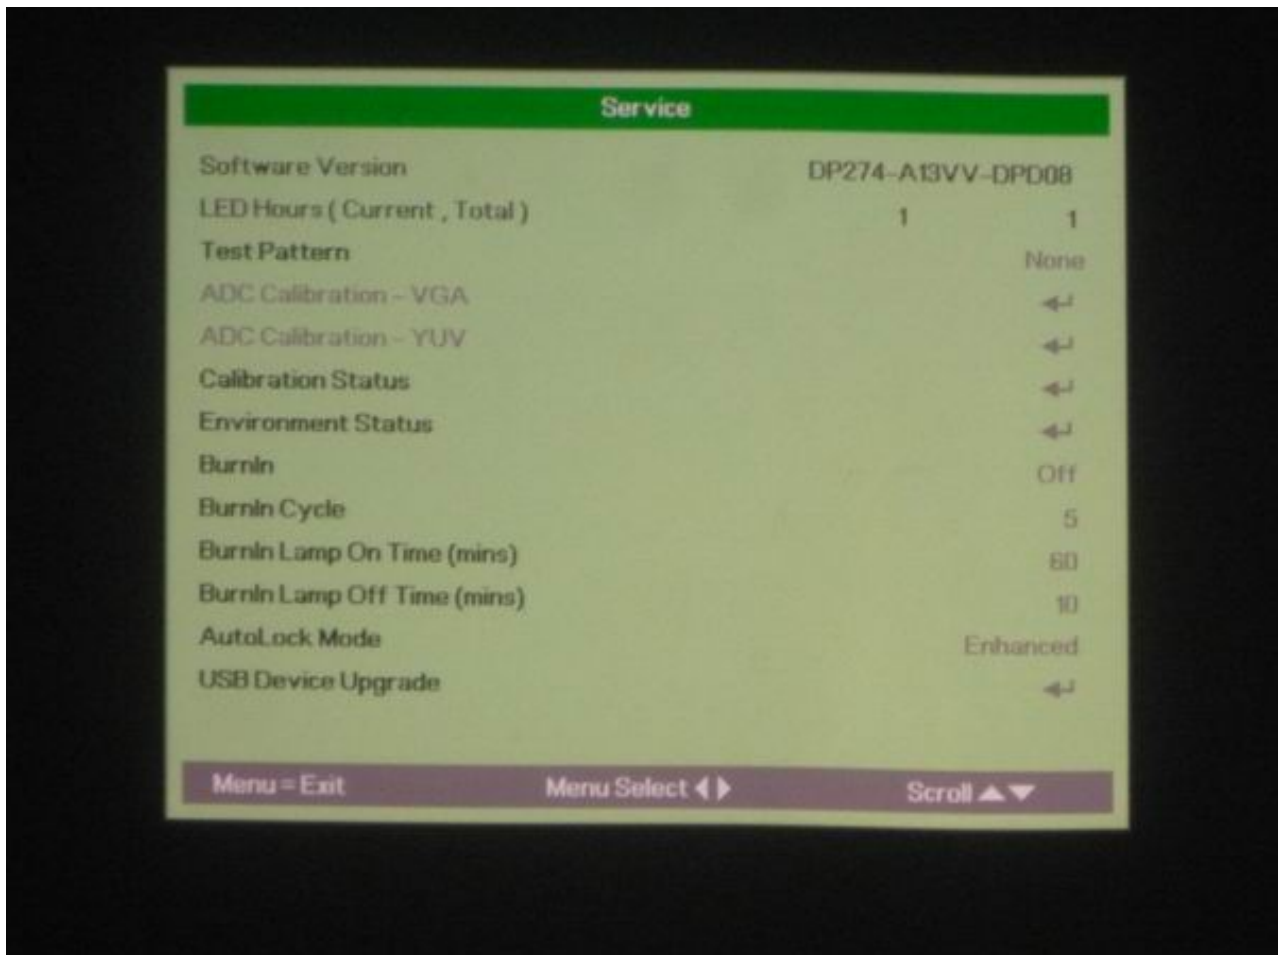 Service
Software Version DP274-A13VV-DPD08
LED Hours ( Current , Total ) 1 1
Test Pattern None
ADC Calibration - VGA
ADC Calibration - YUV
Calibration Status
Environment Status
BurnIn Off
BurnIn Cycle 5
BurnIn Lamp On Time (mins) 60
BurnIn Lamp Off Time (mins) 10
AutoLock Mode Enhanced
USB Device Upgrade
Menu = Exit Menu Select Scroll